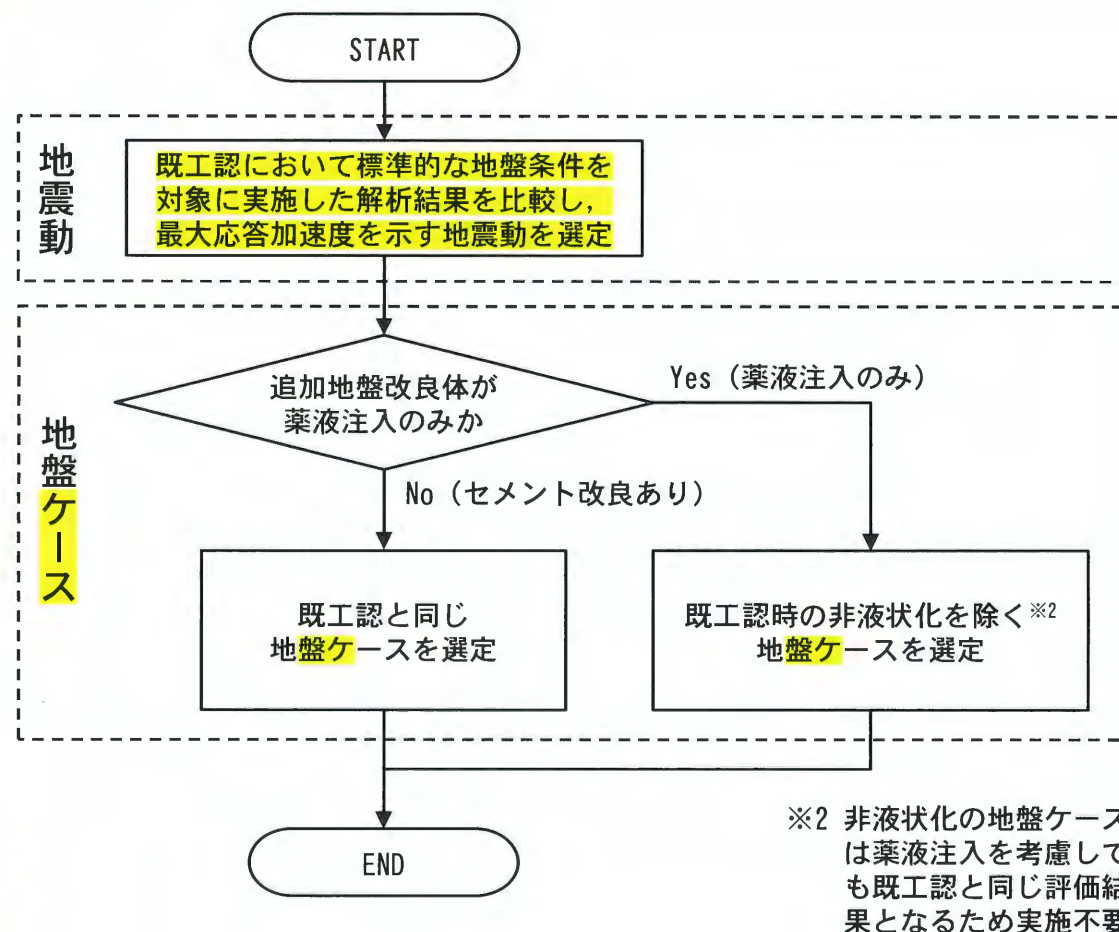 START
地震動
既工認において標準的な地盤条件を
対象に実施した解析結果を比較し,
最大応答加速度を示す地震動を選定
地盤ケース
追加地盤改良体が
薬液注入のみか
Yes (薬液注入のみ)
No (セメント改良あり)
既工認と同じ
地盤ケースを選定
既工認時の非液状化を除く※2
地盤ケースを選定
END
※2 非液状化の地盤ケース
は薬液注入を考慮して
も既工認と同じ評価結
果となるため実施不要